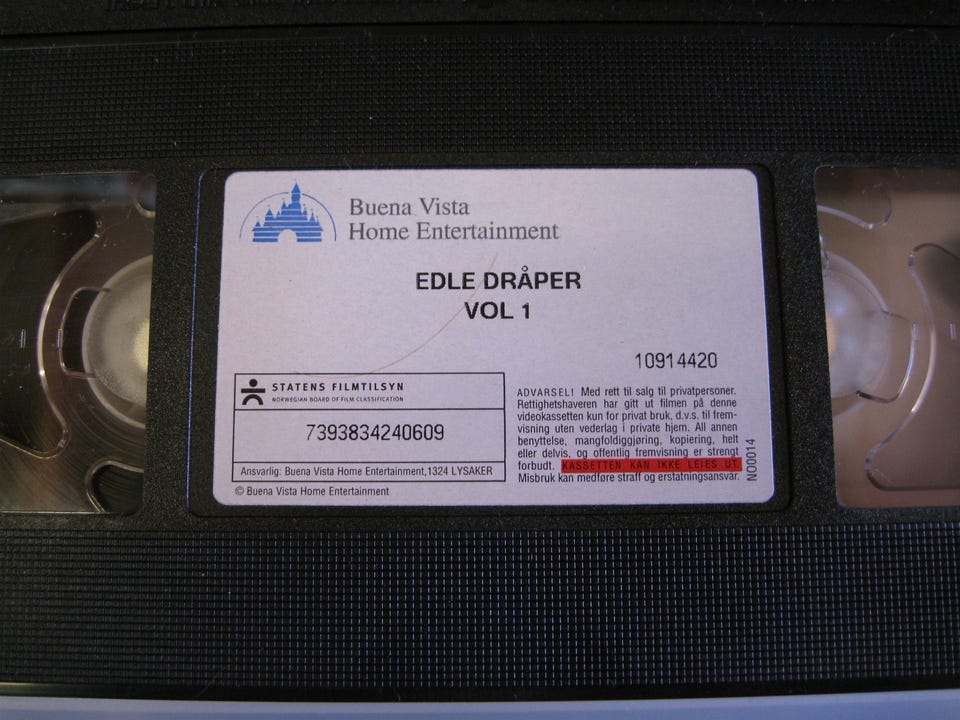 Buena Vista
Home Entertainment
EDLE DRÅPER
VOL 1
10914420
STATENS FILMTILSYN
NORWEGIAN BOARD OF FILM CLASSIFICATION
7393834240609
Ansvarlig: Buena Vista Home Entertainment,1324 LYSAKER
© Buena Vista Home Entertainment
ADVARSEL! Med rett til salg til privatpersoner.
Rettighetshaveren har gitt ut filmen på denne
videokassetten kun for privat bruk, d.v.s. til frem-
visning uten vederlag i private hjem. All annen
benyttelse, mangfoldiggjøring, kopiering, helt
eller delvis, og offentlig fremvisning er strengt
forbudt. KASSETTEN KAN IKKE LEIES UT.
Misbruk kan medføre straff og erstatningsansvar.
NO0014